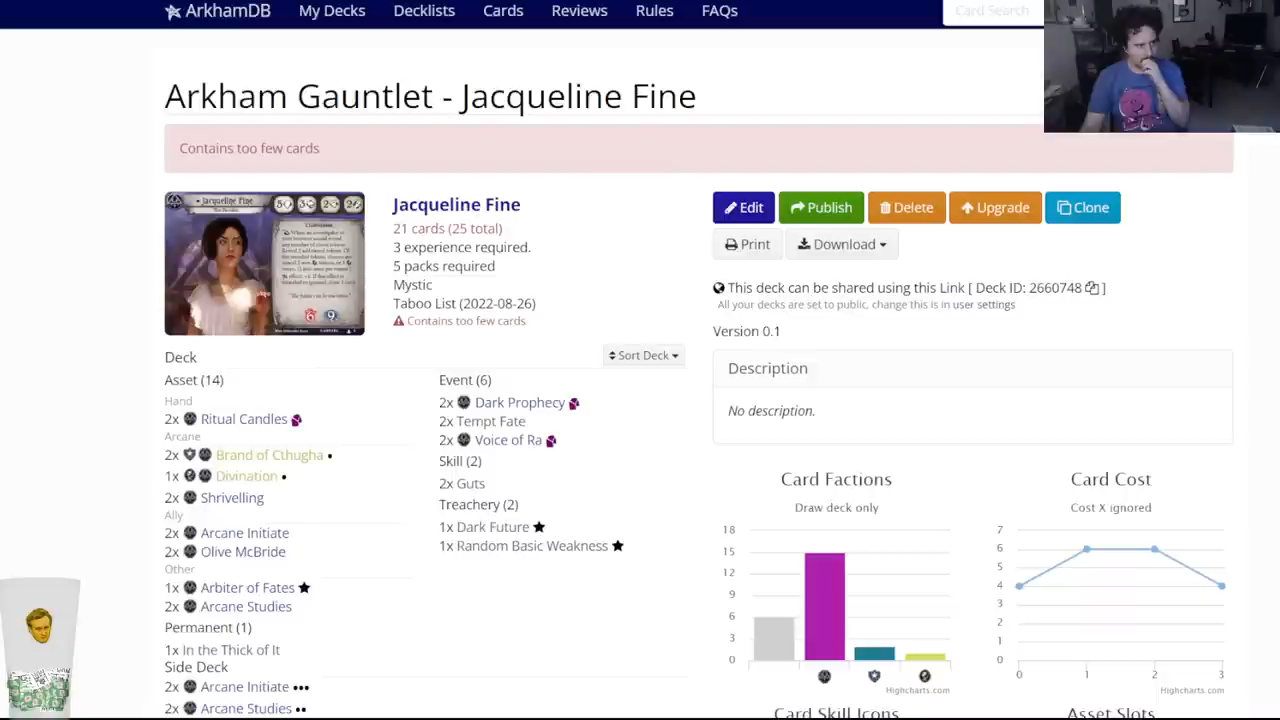 ArkhamDB My Decks Decklists Cards Reviews Rules FAQs Card Search
Arkham Gauntlet - Jacqueline Fine
Contains too few cards
Jacqueline Fine
Jacqueline Fine
21 cards (25 total)
3 experience required.
5 packs required
Mystic
Taboo List (2022-08-26)
Contains too few cards
Edit Publish Delete Upgrade Clone
Print Download
This deck can be shared using this Link [ Deck ID: 2660748 ]
All your decks are set to public, change this in user settings
Version 0.1
Description
No description.
Deck
Sort Deck
Asset (14)
Hand
2x Ritual Candles
Arcane
2x Brand of Cthugha •
1x Divination •
2x Shrivelling
Ally
2x Arcane Initiate
2x Olive McBride
Other
1x Arbiter of Fates
2x Arcane Studies
Permanent (1)
1x In the Thick of It
Side Deck
2x Arcane Initiate •••
2x Arcane Studies ••
Event (6)
2x Dark Prophecy
2x Tempt Fate
2x Voice of Ra
Skill (2)
2x Guts
Treachery (2)
1x Dark Future
1x Random Basic Weakness
Card Factions
Draw deck only
18
15
12
9
6
3
0
Highcharts.com
Card Cost
Cost X ignored
7
6
5
4
3
2
1
0
0 1 2 3
Highcharts.com
Card Skill Icons
Asset Slots